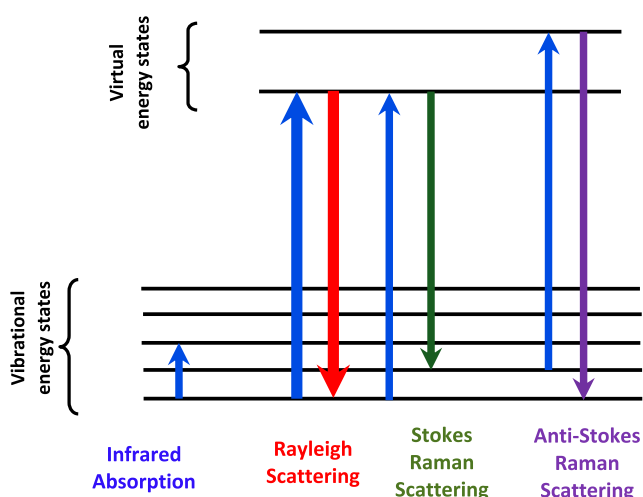 Virtual
energy states
Vibrational
energy states
Infrared
Absorption
Rayleigh
Scattering
Stokes
Raman
Scattering
Anti-Stokes
Raman
Scattering